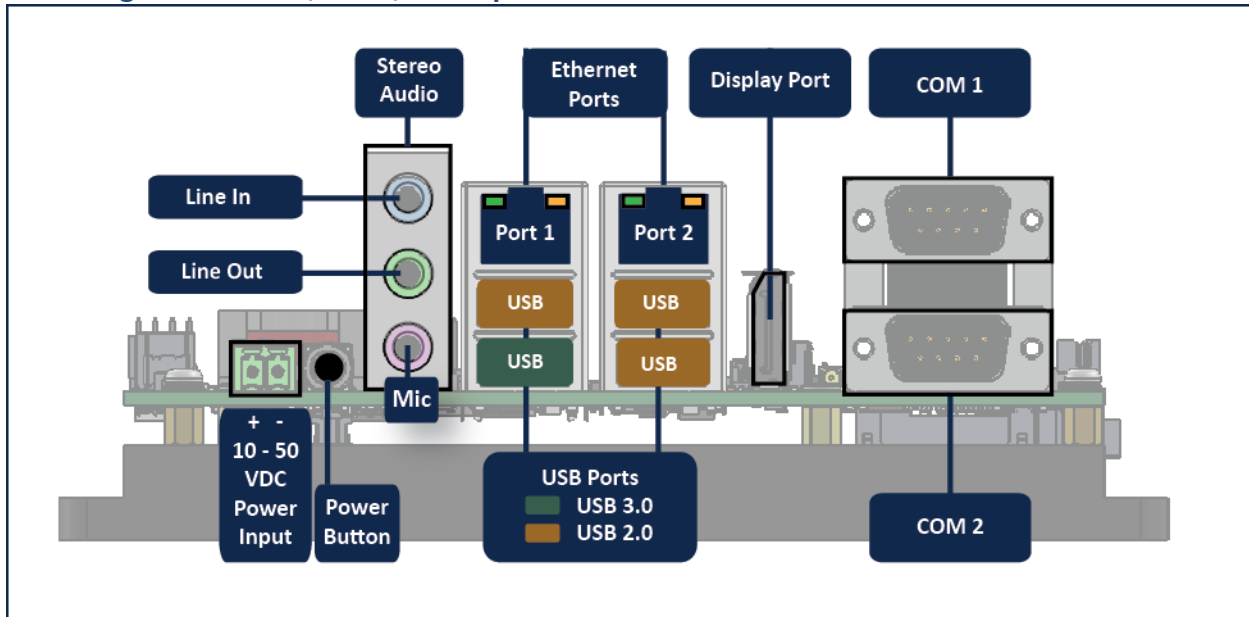 Stereo
Audio
Ethernet
Ports
Display Port
COM 1
Line In
Port 1
Port 2
Line Out
USB
USB
USB
USB
Mic
+ -
10 - 50
VDC
Power
Input
Power
Button
USB Ports
USB 3.0
USB 2.0
COM 2